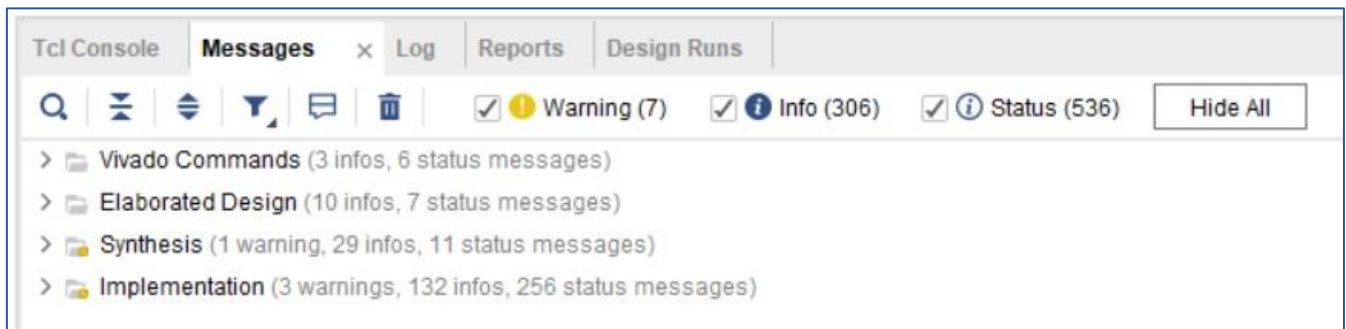 Tcl Console Messages × Log Reports Design Runs
Warning (7) Info (306) Status (536) Hide All
Vivado Commands (3 infos, 6 status messages)
Elaborated Design (10 infos, 7 status messages)
Synthesis (1 warning, 29 infos, 11 status messages)
Implementation (3 warnings, 132 infos, 256 status messages)